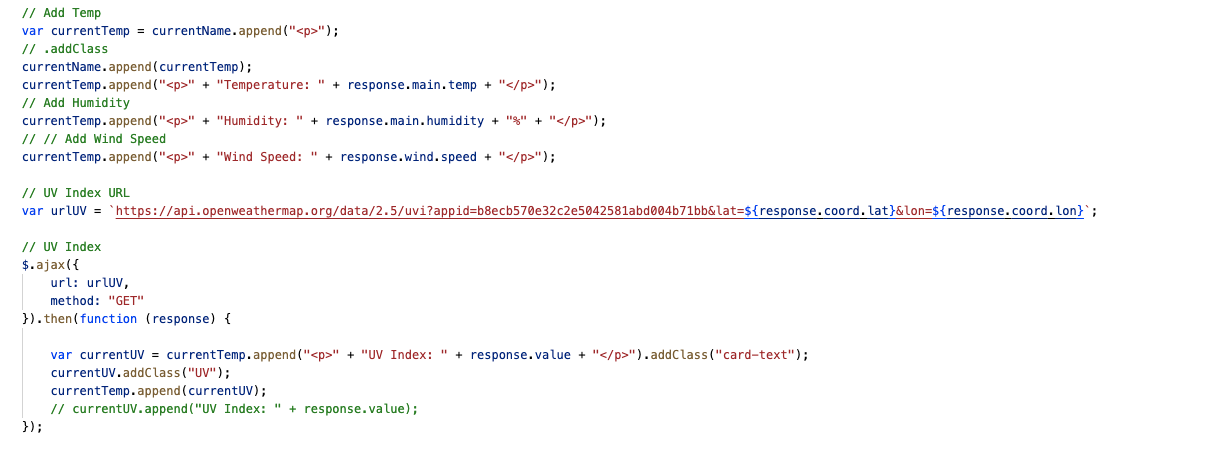 // Add Temp
var currentTemp = currentName.append("<p>");
// .addClass
currentName.append(currentTemp);
currentTemp.append("<p>" + "Temperature: " + response.main.temp + "</p>");
// Add Humidity
currentTemp.append("<p>" + "Humidity: " + response.main.humidity + "%" + "</p>");
// // Add Wind Speed
currentTemp.append("<p>" + "Wind Speed: " + response.wind.speed + "</p>");
// UV Index URL
var urlUV = `https://api.openweathermap.org/data/2.5/uvi?appid=b8ecb570e32c2e5042581abd004b71bb&lat=${response.coord.lat}&lon=${response.coord.lon}`;
// UV Index
$.ajax({
    url: urlUV,
    method: "GET"
}).then(function (response) {
    var currentUV = currentTemp.append("<p>" + "UV Index: " + response.value + "</p>").addClass("card-text");
    currentUV.addClass("UV");
    currentTemp.append(currentUV);
    // currentUV.append("UV Index: " + response.value);
});